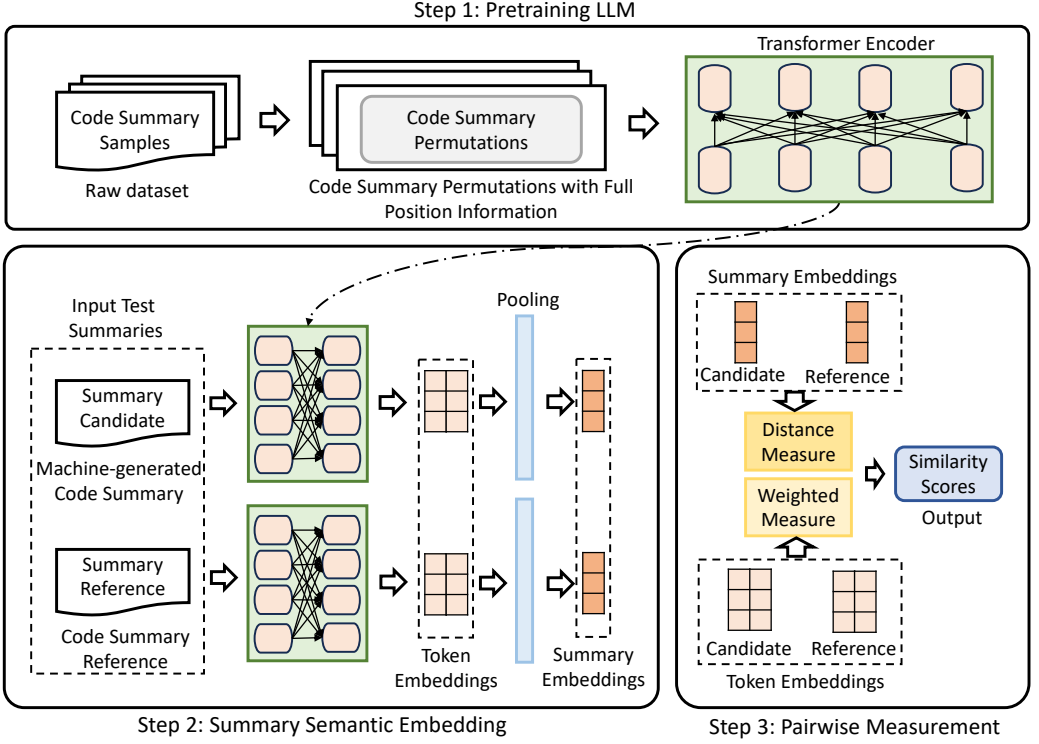 Step 1: Pretraining LLM
Transformer Encoder
Code Summary
Samples
Raw dataset
Code Summary
Permutations
Code Summary Permutations with Full
Position Information
Input Test
Summaries
Summary
Candidate
Machine-generated
Code Summary
Summary
Reference
Code Summary
Reference
Pooling
Token
Embeddings
Summary
Embeddings
Step 2: Summary Semantic Embedding
Summary Embeddings
Candidate
Reference
Distance
Measure
Weighted
Measure
Similarity
Scores
Output
Candidate
Reference
Token Embeddings
Step 3: Pairwise Measurement